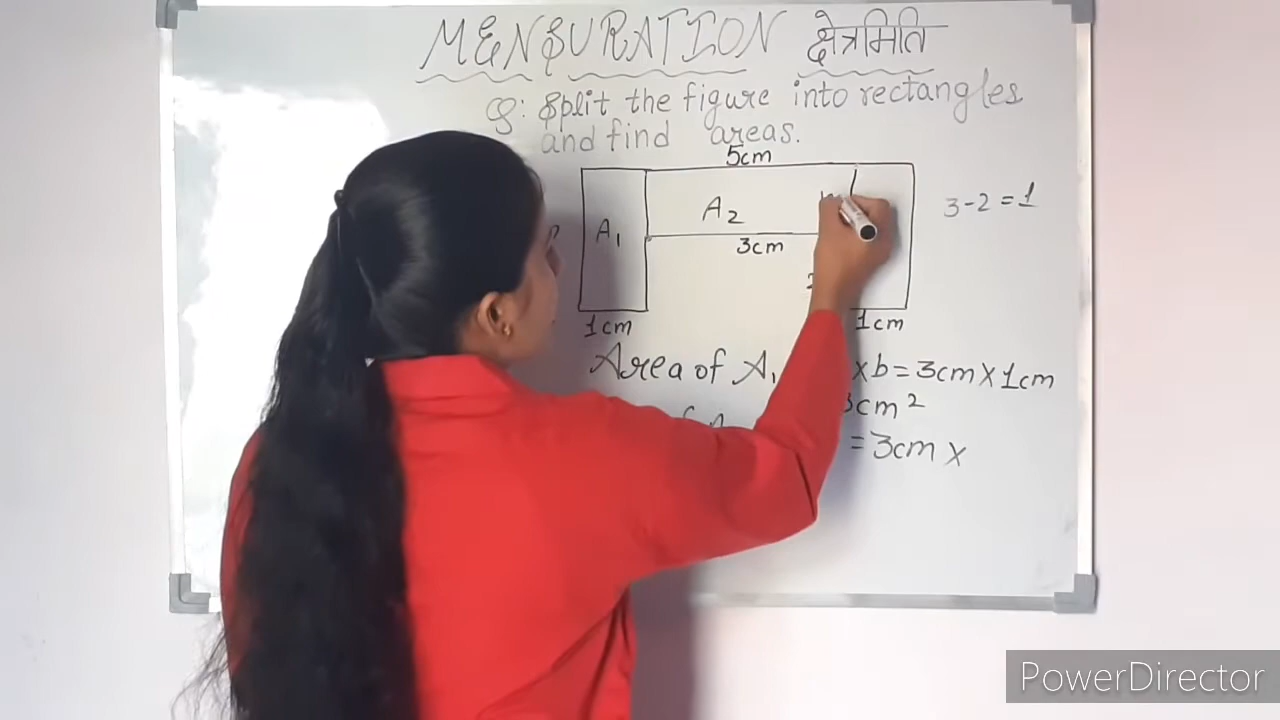 MENSURATION क्षेत्रमिति
Q: Split the figure into rectangles
and find areas.
5cm
3-2=1
A1
A2
3cm
1cm
1cm
Area of A1 xb = 3cm x 1cm
3cm²
= 3cm x
PowerDirector